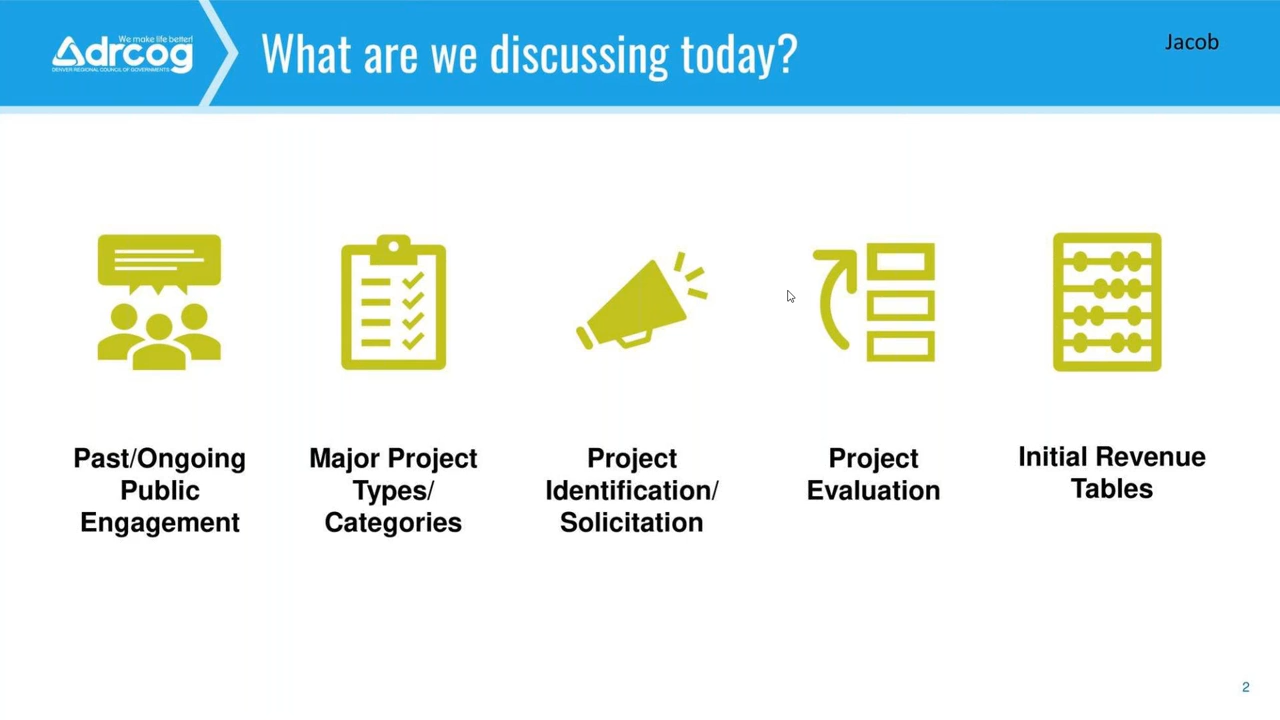 We make life better!
drcog
DENVER REGIONAL COUNCIL OF GOVERNMENTS
What are we discussing today?
Jacob
Past/Ongoing
Public
Engagement
Major Project
Types/
Categories
Project
Identification/
Solicitation
Project
Evaluation
Initial Revenue
Tables
2